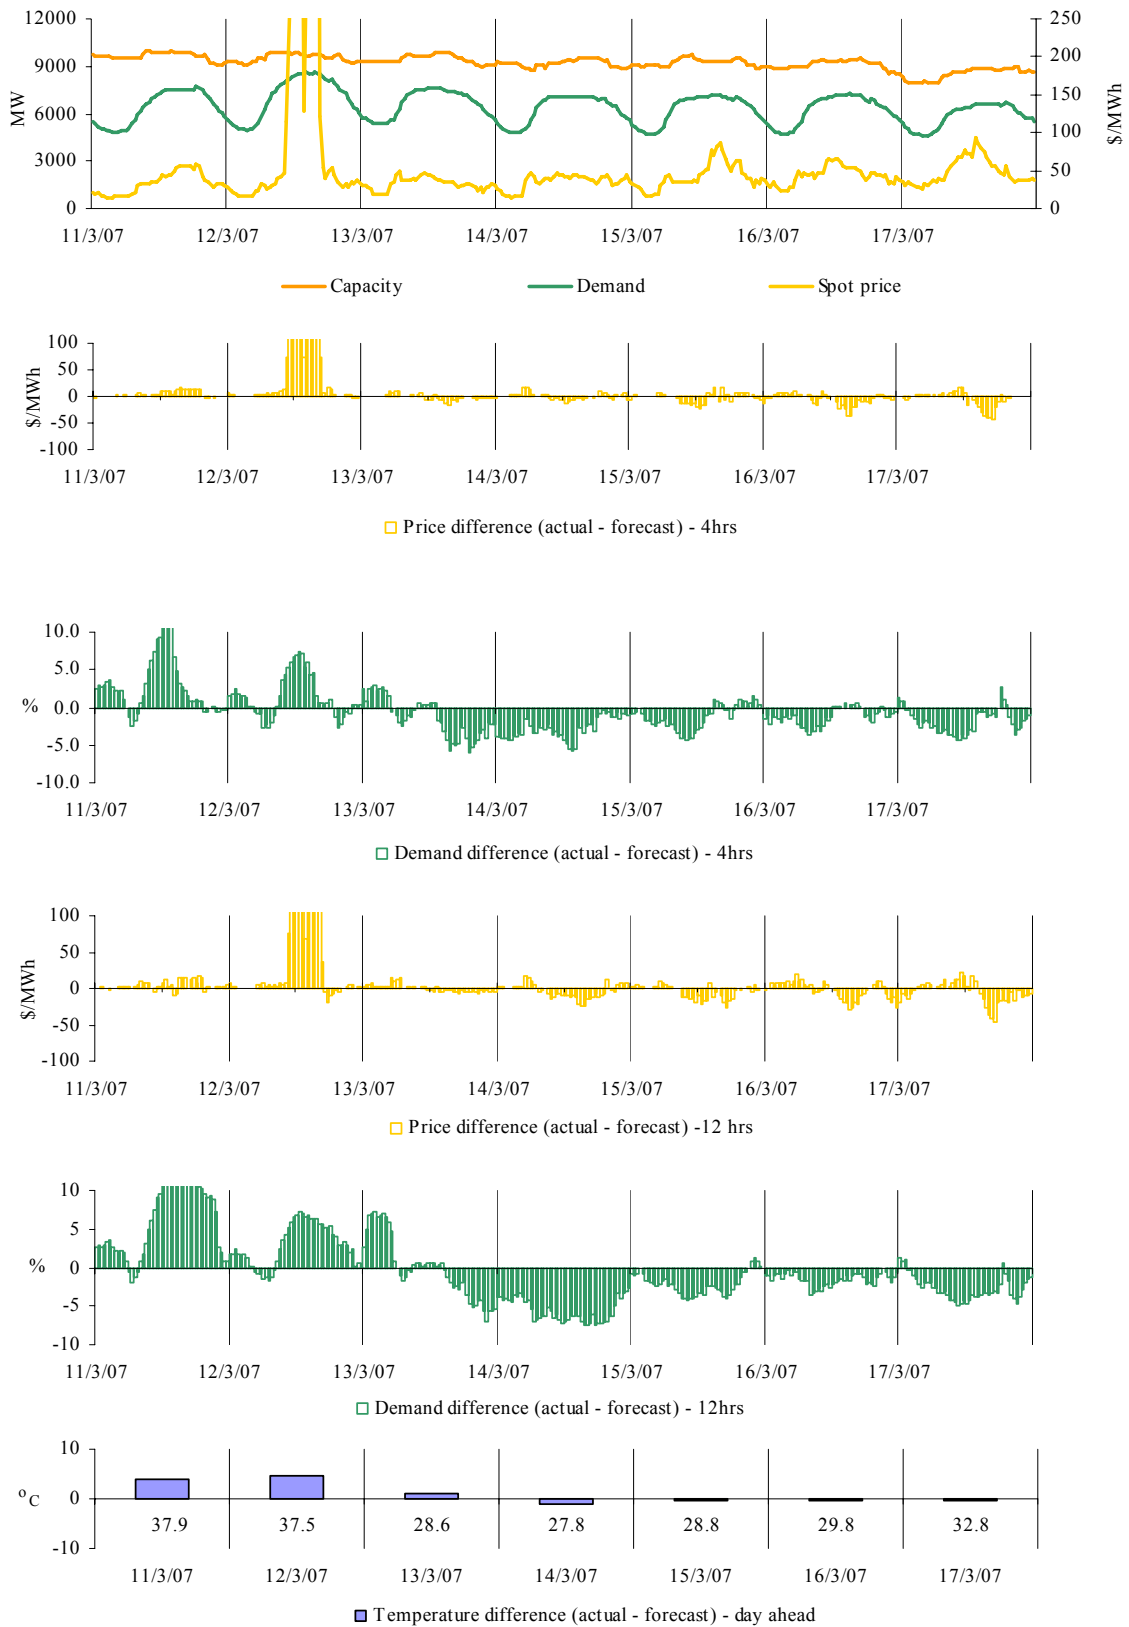 12000 250
9000 200
150
MW 6000 $/MWh
100
3000 50
0 0
11/3/07 12/3/07 13/3/07 14/3/07 15/3/07 16/3/07 17/3/07
Capacity Demand Spot price
100
50
$/MWh 0
-50
-100
11/3/07 12/3/07 13/3/07 14/3/07 15/3/07 16/3/07 17/3/07
Price difference (actual - forecast) - 4hrs
10.0
5.0
% 0.0
-5.0
-10.0
11/3/07 12/3/07 13/3/07 14/3/07 15/3/07 16/3/07 17/3/07
Demand difference (actual - forecast) - 4hrs
100
50
$/MWh 0
-50
-100
11/3/07 12/3/07 13/3/07 14/3/07 15/3/07 16/3/07 17/3/07
Price difference (actual - forecast) -12 hrs
10
5
% 0
-5
-10
11/3/07 12/3/07 13/3/07 14/3/07 15/3/07 16/3/07 17/3/07
Demand difference (actual - forecast) - 12hrs
10
°C 0
37.9 37.5 28.6 27.8 28.8 29.8 32.8
-10
11/3/07 12/3/07 13/3/07 14/3/07 15/3/07 16/3/07 17/3/07
Temperature difference (actual - forecast) - day ahead